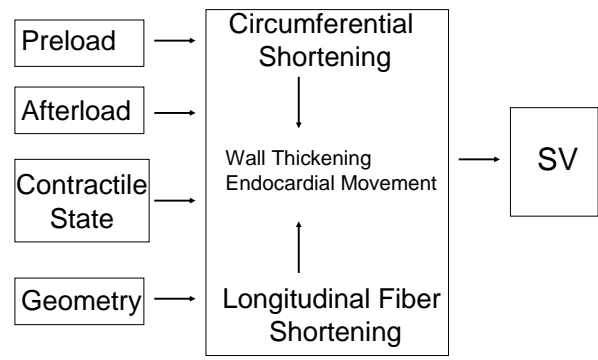 Preload
Afterload
Contractile
State
Geometry
Circumferential
Shortening
Wall Thickening
Endocardial Movement
Longitudinal Fiber
Shortening
SV